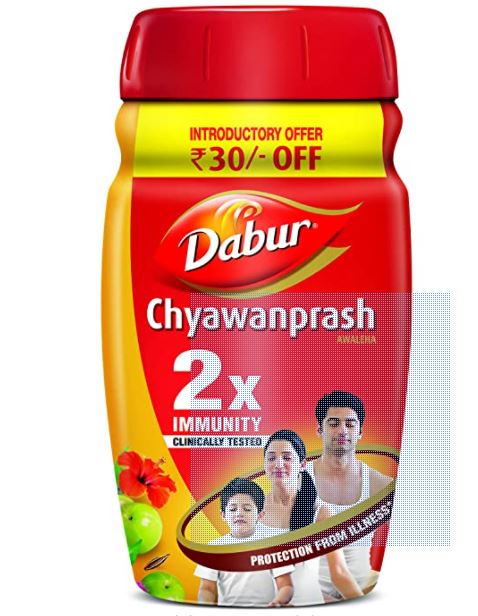 INTRODUCTORY OFFER
₹30/- OFF
Dabur®
Chyawanprash
AWALEHA
2x
IMMUNITY
CLINICALLY TESTED
PROTECTION FROM ILLNESS*